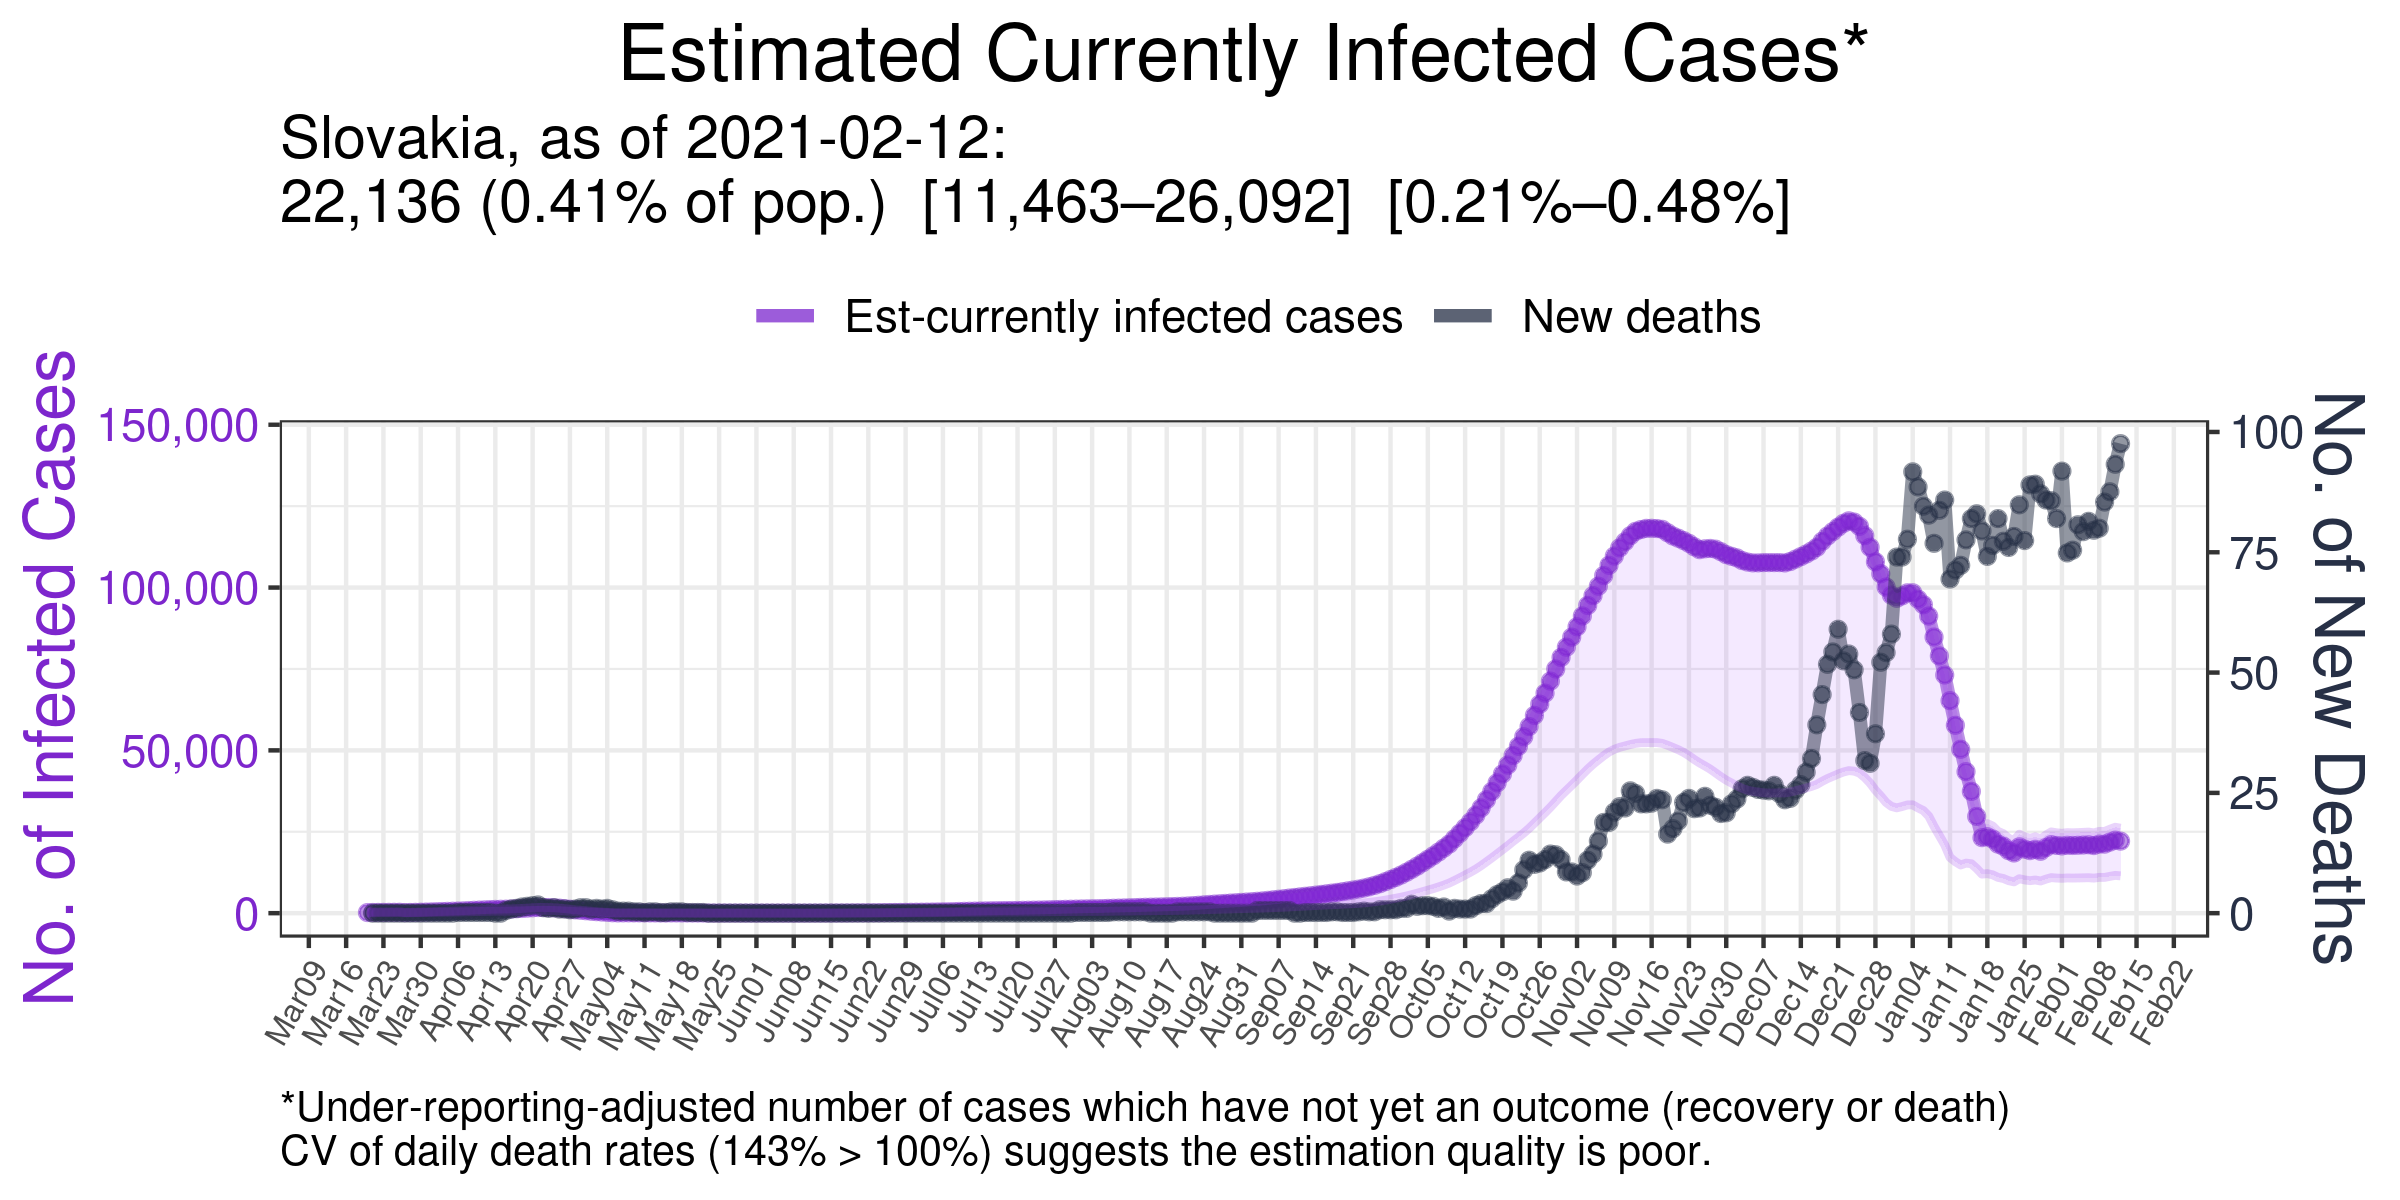 Estimated Currently Infected Cases*
Slovakia, as of 2021-02-12:
22,136 (0.41% of pop.) [11,463–26,092] [0.21%–0.48%]
Est-currently infected cases New deaths
No. of Infected Cases
150,000
100,000
50,000
0
100
75
50
25
0
No. of New Deaths
Mar09 Mar16 Mar23 Mar30 Apr06 Apr13 Apr20 Apr27 May04 May11 May18 May25 Jun01 Jun08 Jun15 Jun22 Jun29 Jul06 Jul13 Jul20 Jul27 Aug03 Aug10 Aug17 Aug24 Aug31 Sep07 Sep14 Sep21 Sep28 Oct05 Oct12 Oct19 Oct26 Nov02 Nov09 Nov16 Nov23 Nov30 Dec07 Dec14 Dec21 Dec28 Jan04 Jan11 Jan18 Jan25 Feb01 Feb08 Feb15 Feb22
*Under-reporting-adjusted number of cases which have not yet an outcome (recovery or death)
CV of daily death rates (143% > 100%) suggests the estimation quality is poor.